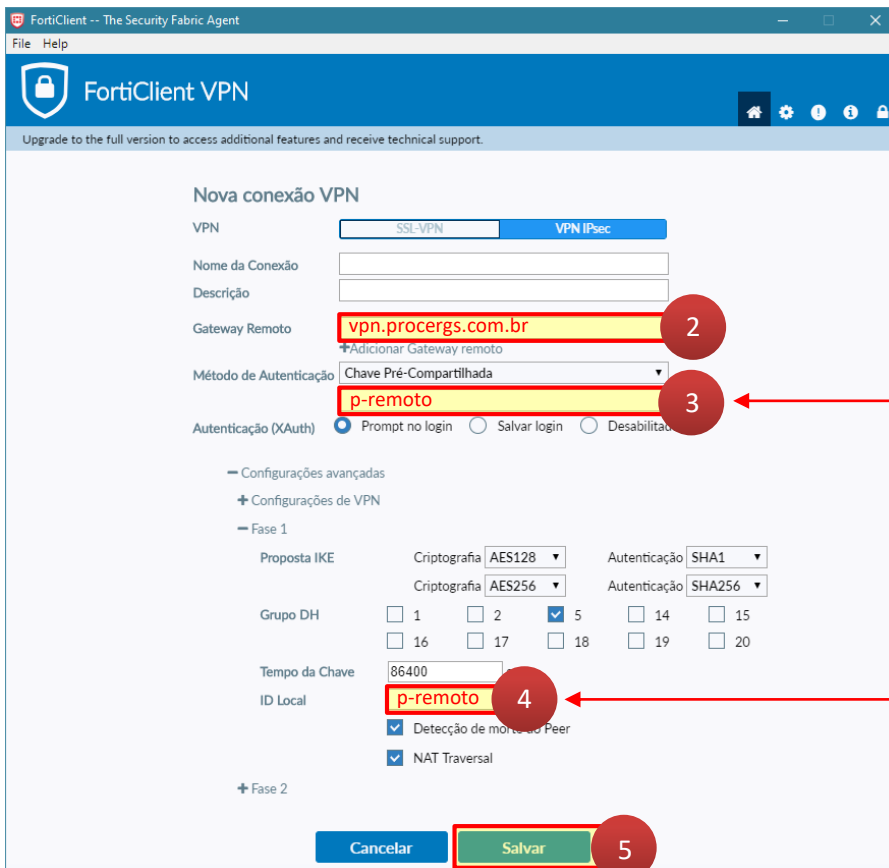 FortiClient -- The Security Fabric Agent
File Help
FortiClient VPN
Upgrade to the full version to access additional features and receive technical support.
Nova conexão VPN
VPN SSL-VPN VPN IPsec
Nome da Conexão
Descrição
Gateway Remoto vpn.procergs.com.br 2
+Adicionar Gateway remoto
Método de Autenticação Chave Pré-Compartilhada
p-remoto 3
Autenticação (XAuth) Prompt no login Salvar login
Configurações avançadas
+ Configurações de VPN
Fase 1
Proposta IKE Criptografia AES128 Autenticação SHA1
Criptografia AES256 Autenticação SHA256
Grupo DH 1 2 5 14 15
16 17 18 19 20
Tempo da Chave 86400
ID Local p-remoto 4
Detecção de Peer
NAT Traversal
+ Fase 2
Cancelar Salvar 5